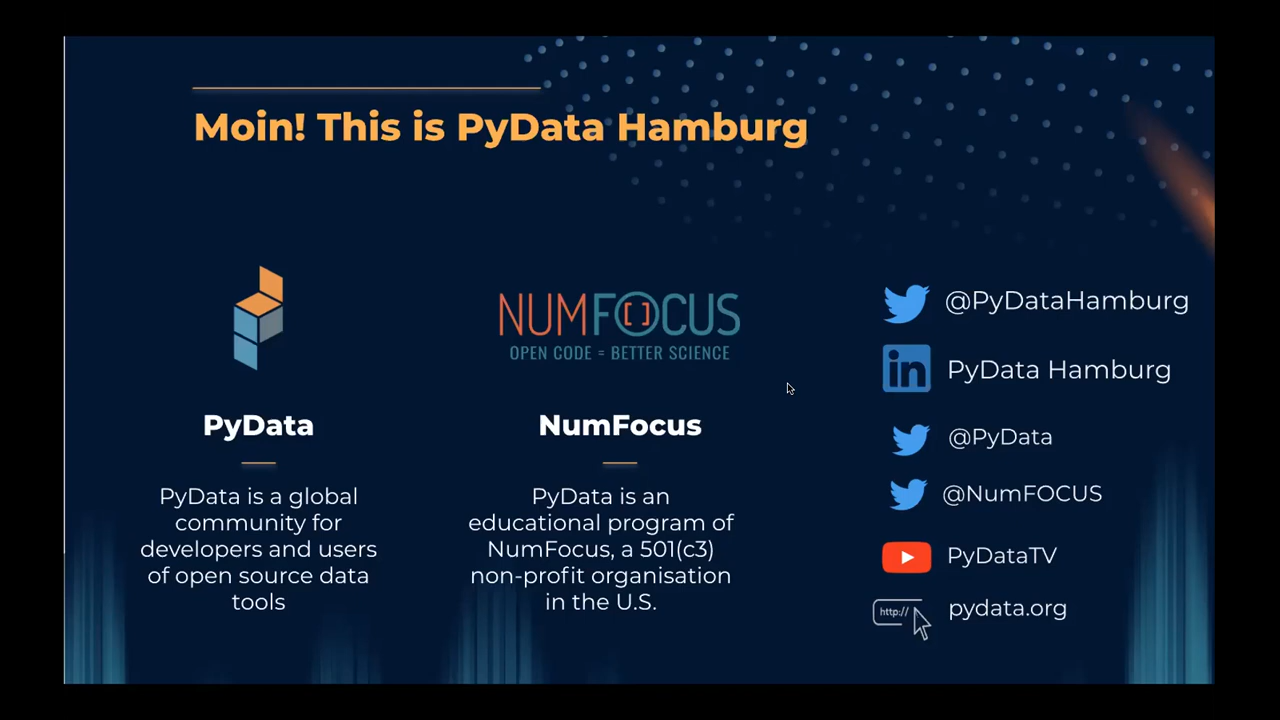 Moin! This is PyData Hamburg
NUMFOCUS
OPEN CODE = BETTER SCIENCE
PyData
PyData is a global
community for
developers and users
of open source data
tools
NumFocus
PyData is an
educational program of
NumFocus, a 501(c3)
non-profit organisation
in the U.S.
@PyDataHamburg
in
PyData Hamburg
@PyData
@NumFOCUS
PyDataTV
http://
pydata.org